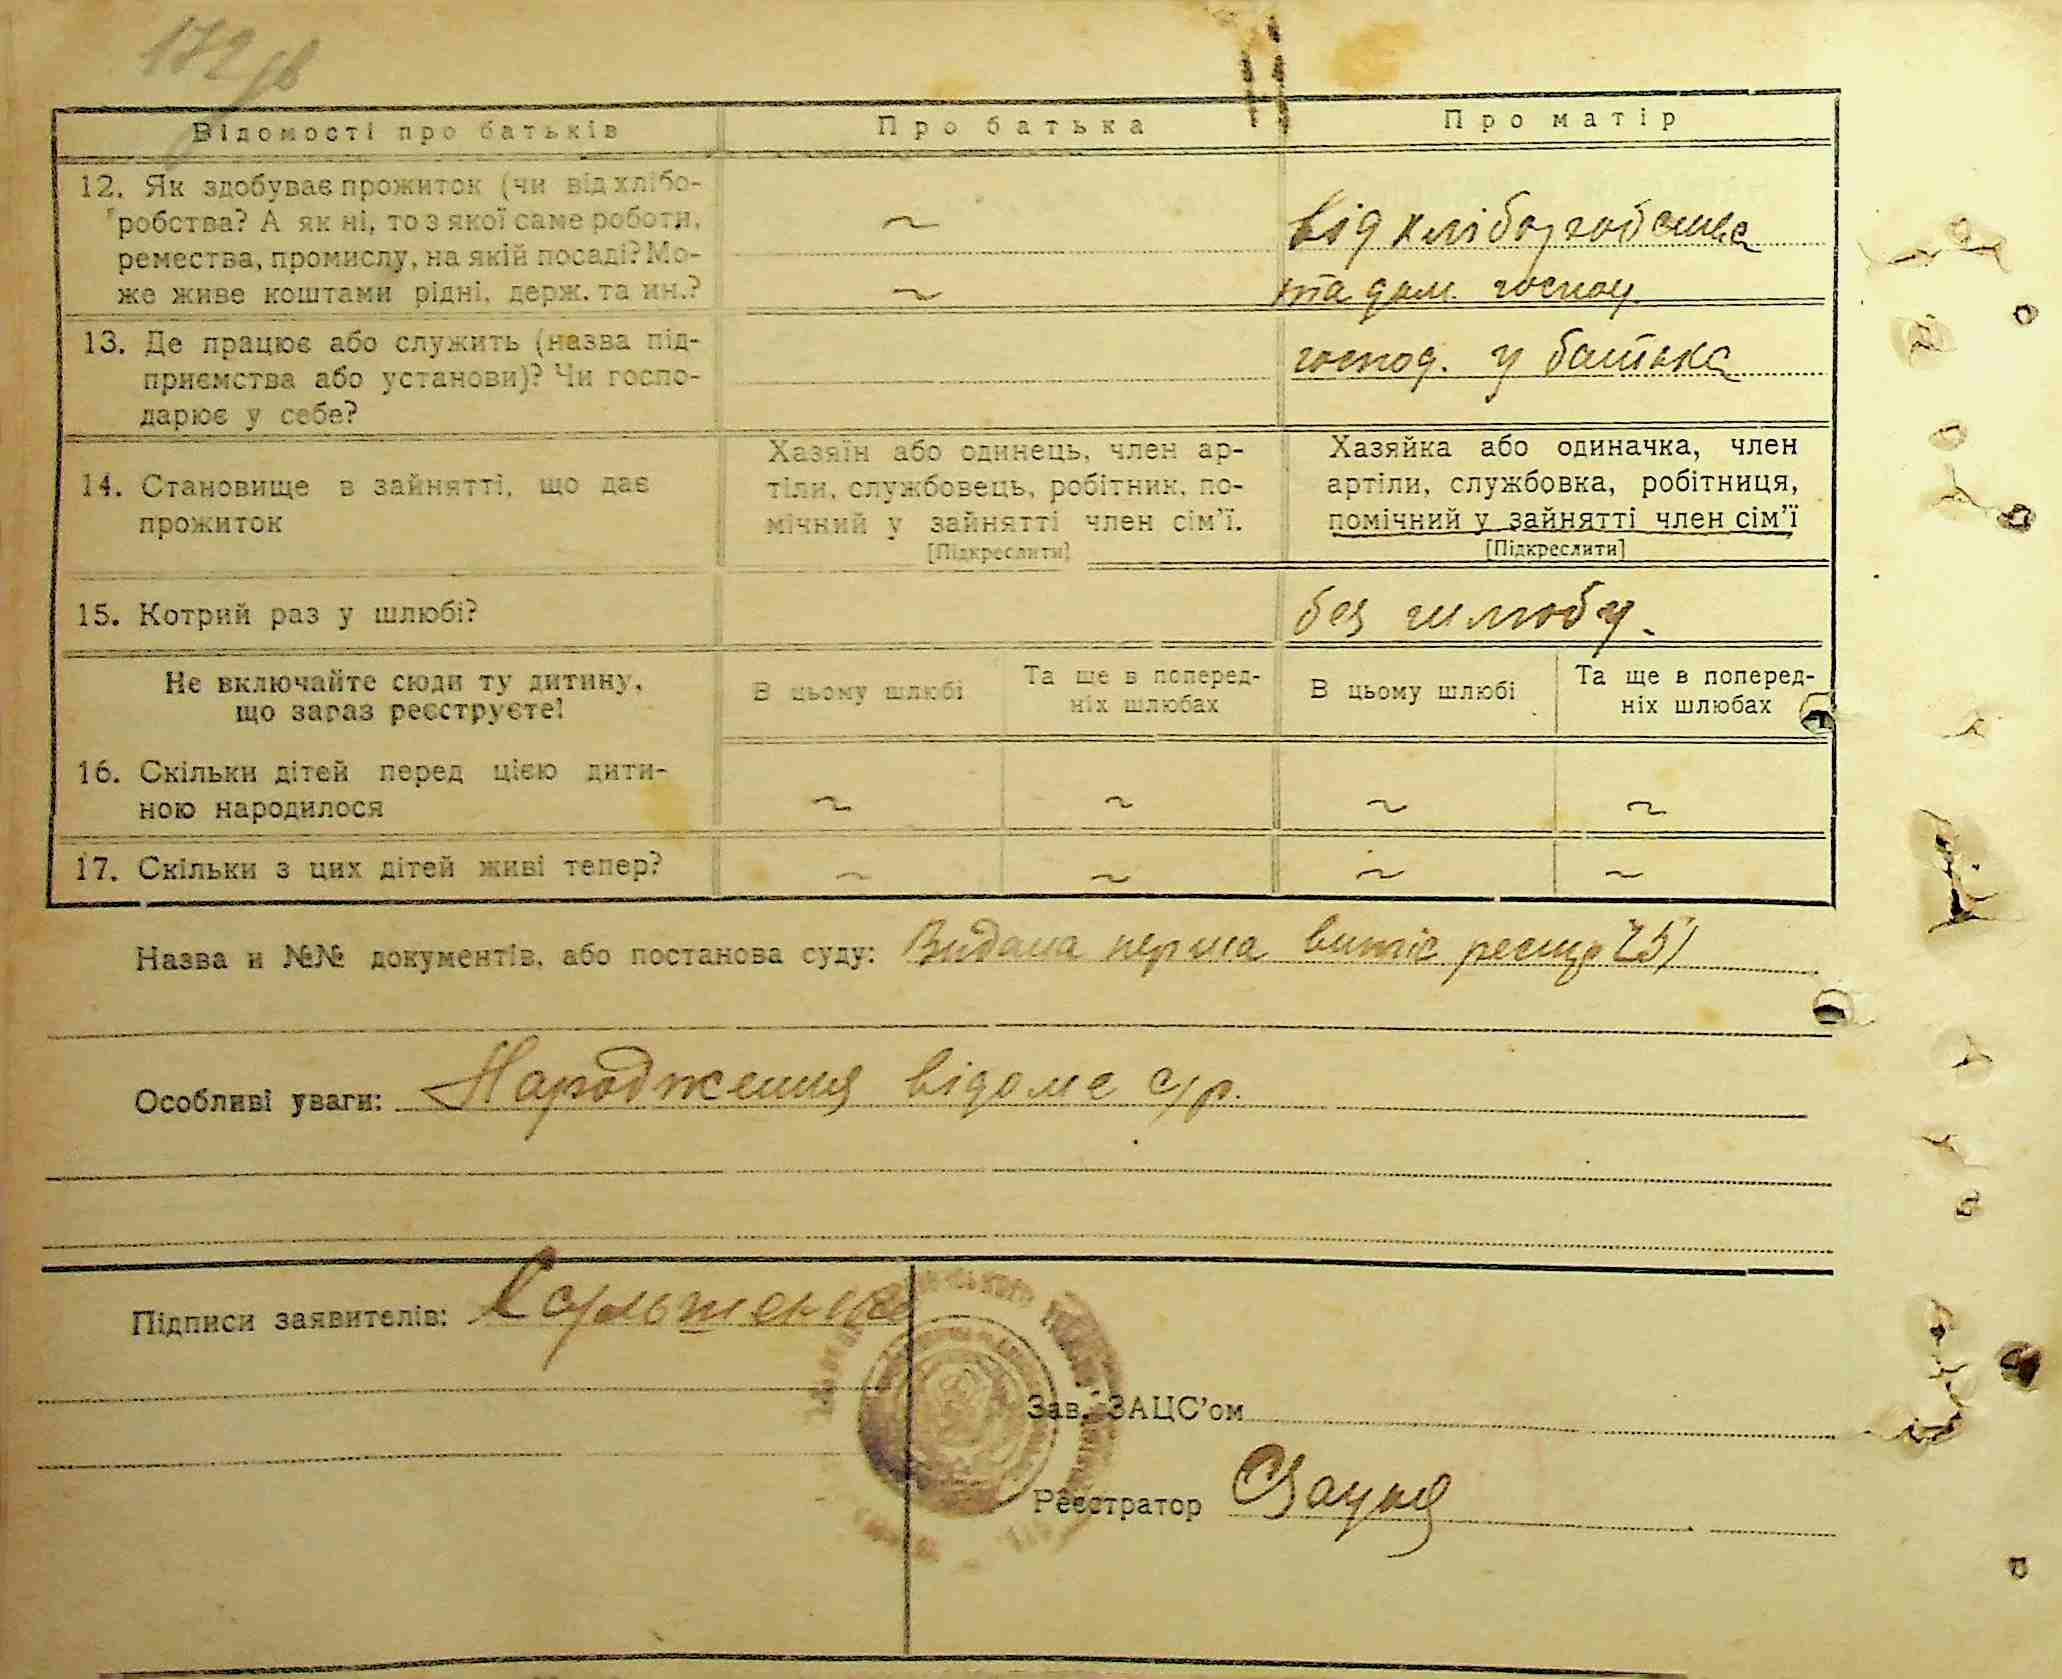 172
Відомості про батьків
Про батька
Про матір
12. Як здобуває прожиток (чи від хлібо-
робства? А як ні, то з якої саме роботи,
ремества, промислу, на якій посаді? Мо-
же живе коштами рідні, держ. та ин.?
~
~
від хліборобства
та дом. господ.
13. Де працює або служить (назва під-
приємства або установи)? Чи госпо-
дарює у себе?
господ. у батька
14. Становище в зайнятті, що дає
прожиток
Хазяїн або одинець, член ар-
тіли, службовець, робітник, по-
мічний у зайнятті член сім'ї.
[Підкреслити]
Хазяйка або одиначка, член
артіли, службовка, робітниця,
помічний у зайнятті член сім'ї
[Підкреслити]
15. Котрий раз у шлюбі?
без шлюбу.
Не включайте сюди ту дитину,
що зараз реєструєте!
В цьому шлюбі
Та ще в поперед-
ніх шлюбах
В цьому шлюбі
Та ще в поперед-
ніх шлюбах
16. Скільки дітей перед цією дити-
ною народилося
~ ~ ~ ~
17. Скільки з цих дітей живі тепер?
~ ~ ~ ~
Назва и №№ документів, або постанова суду: Видана перша
Особливі уваги: Народження відоме с/р.
Підписи заявителів:
Зав. ЗАЦС'ом
Реєстратор